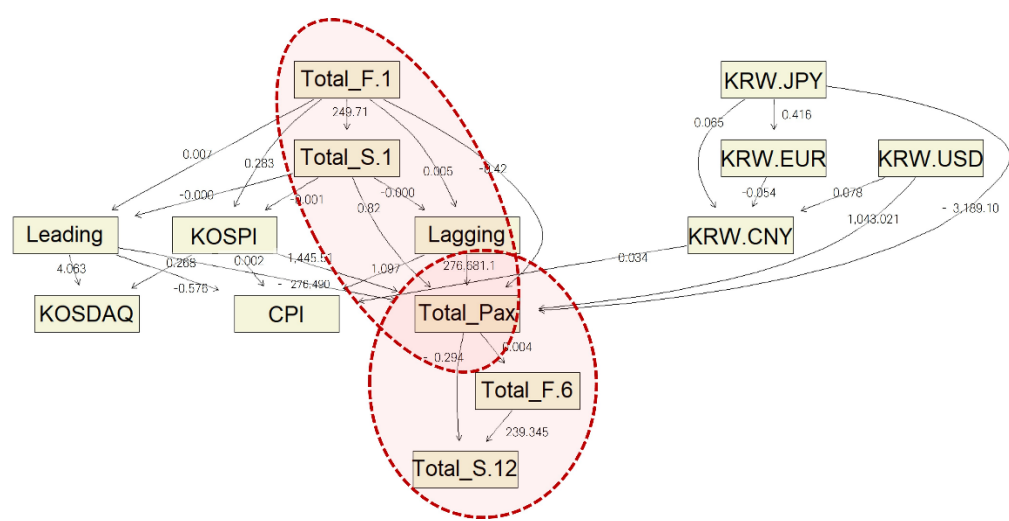 Total_F.1
KRW.JPY
249.71
0.065
0.416
0.007
0.283
Total_S.1
0.005
-0.42
KRW.EUR
KRW.USD
-0.000
-0.001
0.82
-0.000
-0.054
0.078
- 3,189.10
1,043.021
Leading
KOSPI
Lagging
KRW.CNY
4.063
0.268
0.002
1,445.51
1.097
276,681.1
0.034
-0.576
- 276,490
KOSDAQ
CPI
Total_Pax
- 0.294
0.004
Total_F.6
239.345
Total_S.12